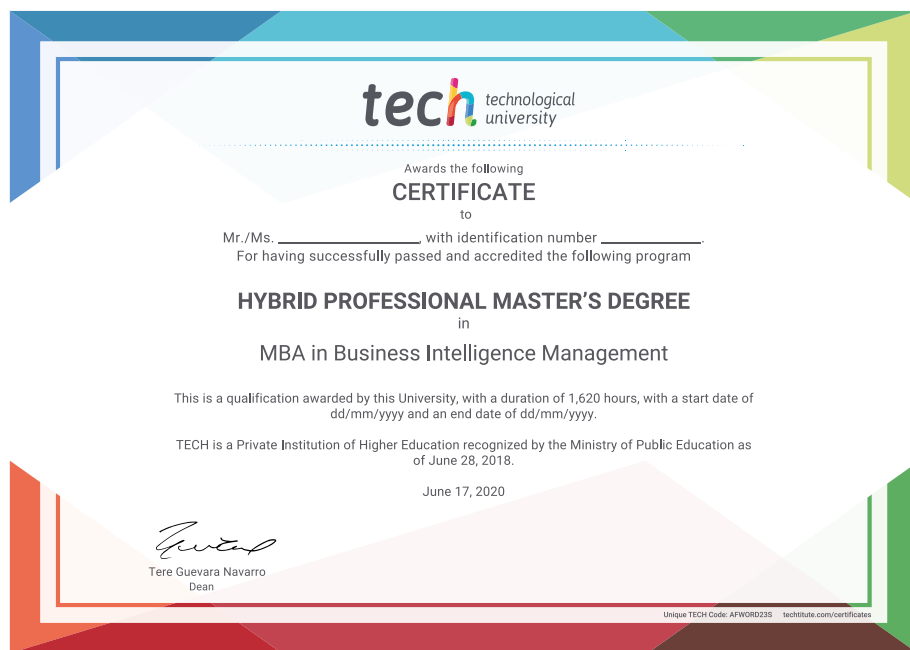 tech technological
university
Awards the following
CERTIFICATE
to
Mr./Ms. ____________, with identification number ____________.
For having successfully passed and accredited the following program
HYBRID PROFESSIONAL MASTER’S DEGREE
in
MBA in Business Intelligence Management
This is a qualification awarded by this University, with a duration of 1,620 hours, with a start date of
dd/mm/yyyy and an end date of dd/mm/yyyy.
TECH is a Private Institution of Higher Education recognized by the Ministry of Public Education as
of June 28, 2018.
June 17, 2020
Tere Guevara Navarro
Dean
Unique TECH Code: AFWORD23S techtitute.com/certificates